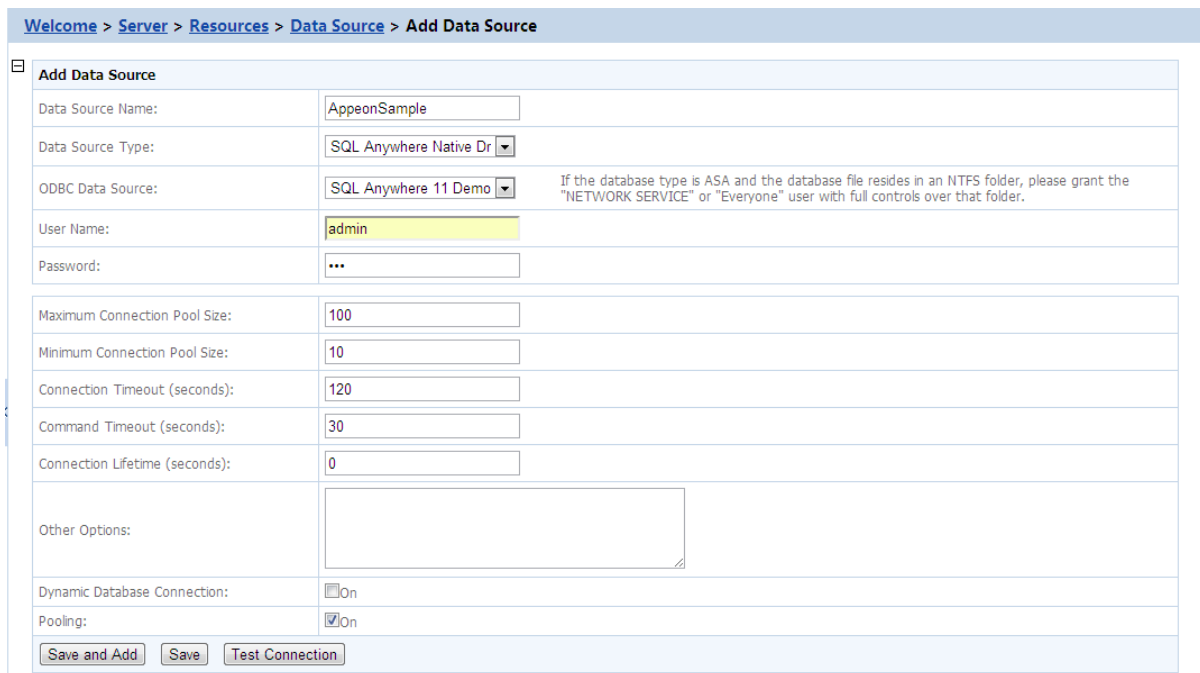 Welcome > Server > Resources > Data Source > Add Data Source
Add Data Source
Data Source Name: AppeonSample
Data Source Type: SQL Anywhere Native Dr
ODBC Data Source: SQL Anywhere 11 Demo If the database type is ASA and the database file resides in an NTFS folder, please grant the
"NETWORK SERVICE" or "Everyone" user with full controls over that folder.
User Name: admin
Password: •••
Maximum Connection Pool Size: 100
Minimum Connection Pool Size: 10
Connection Timeout (seconds): 120
Command Timeout (seconds): 30
Connection Lifetime (seconds): 0
Other Options:
Dynamic Database Connection: On
Pooling: On
Save and Add Save Test Connection